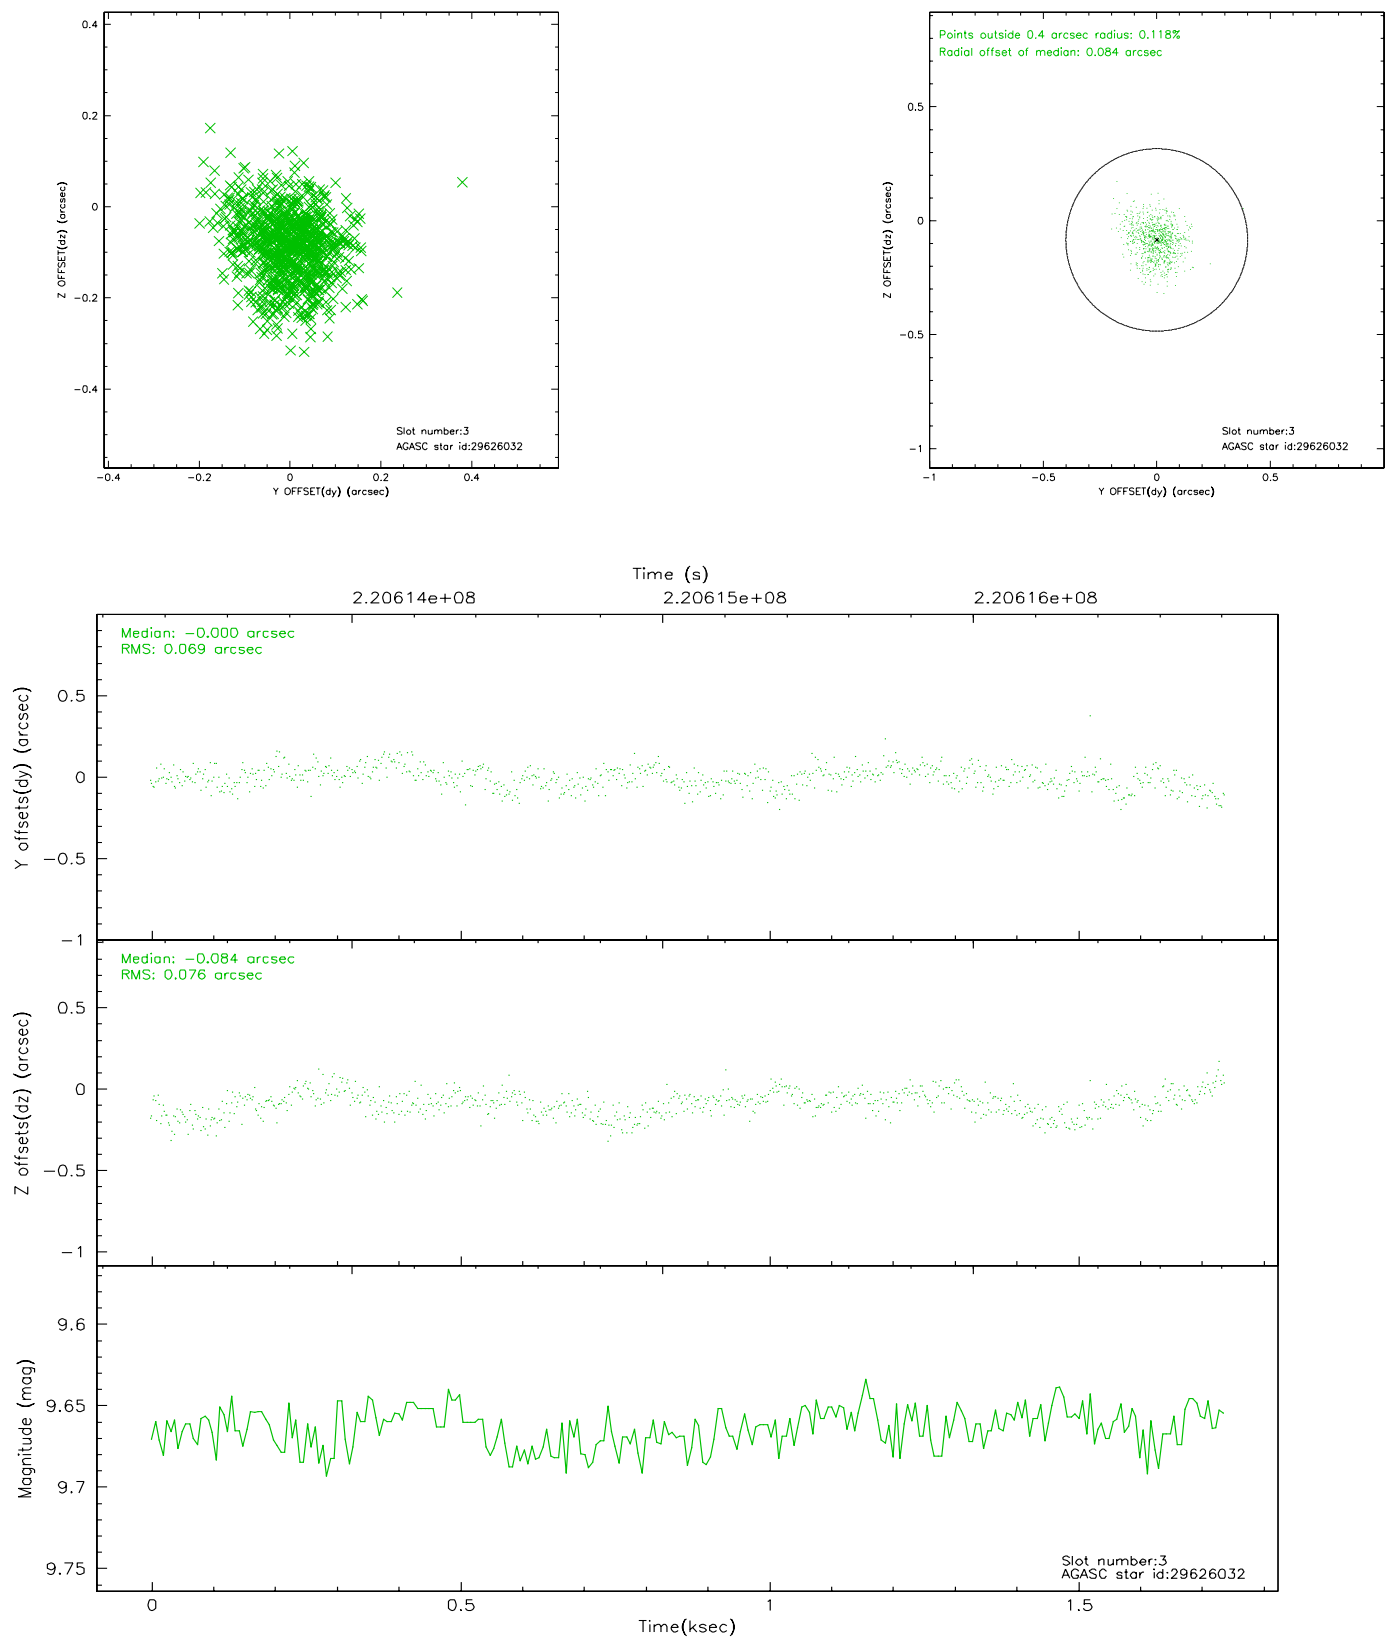 0.4
0.2
0
−0.2
−0.4
Z OFFSET(dz) (arcsec)
Slot number:3
AGASC star id:29626032
−0.4
−0.2
0
0.2
0.4
Y OFFSET(dy) (arcsec)
Points outside 0.4 arcsec radius: 0.118%
Radial offset of median: 0.084 arcsec
0.5
0
−0.5
−1
Z OFFSET(dz) (arcsec)
Slot number:3
AGASC star id:29626032
−1
−0.5
0
0.5
Y OFFSET(dy) (arcsec)
Time (s)
2.20614e+08
2.20615e+08
2.20616e+08
Median: −0.000 arcsec
RMS: 0.069 arcsec
0.5
0
−0.5
−1
Y offsets(dy) (arcsec)
Median: −0.084 arcsec
RMS: 0.076 arcsec
0.5
0
−0.5
−1
Z offsets(dz) (arcsec)
9.6
9.65
9.7
9.75
Magnitude (mag)
Slot number:3
AGASC star id:29626032
0
0.5
1
1.5
Time(ksec)